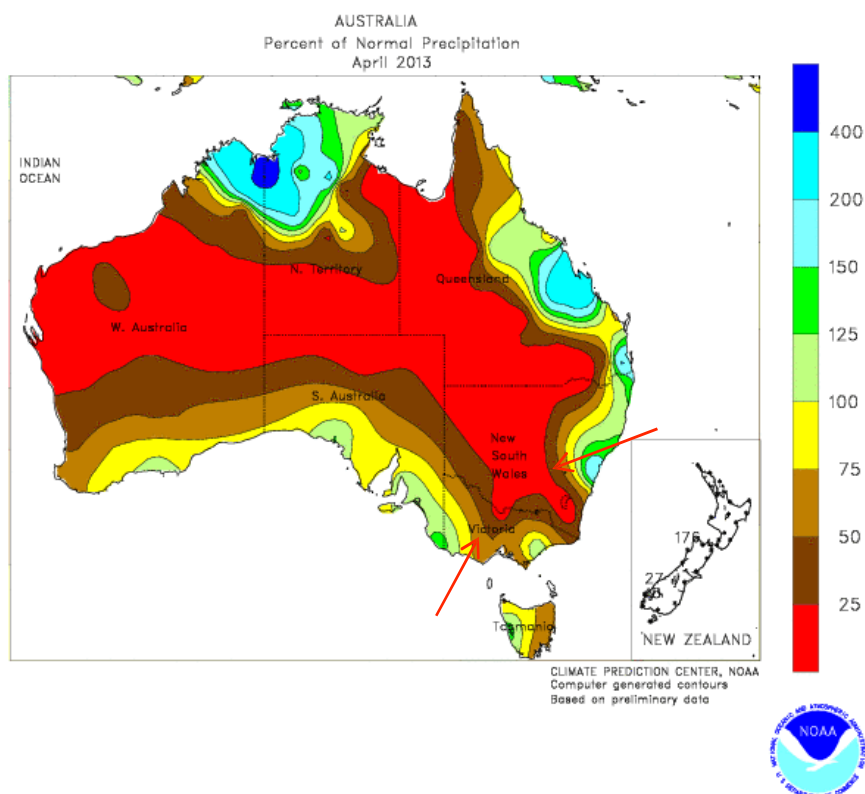 AUSTRALIA
Percent of Normal Precipitation
April 2013
INDIAN
OCEAN
N. Territory
Queensland
W. Australia
S. Australia
New
South
Wales
Victoria
Tasmania
400
200
150
125
100
75
50
25
176
27
NEW ZEALAND
CLIMATE PREDICTION CENTER, NOAA
Computer generated contours
Based on preliminary data
NOAA